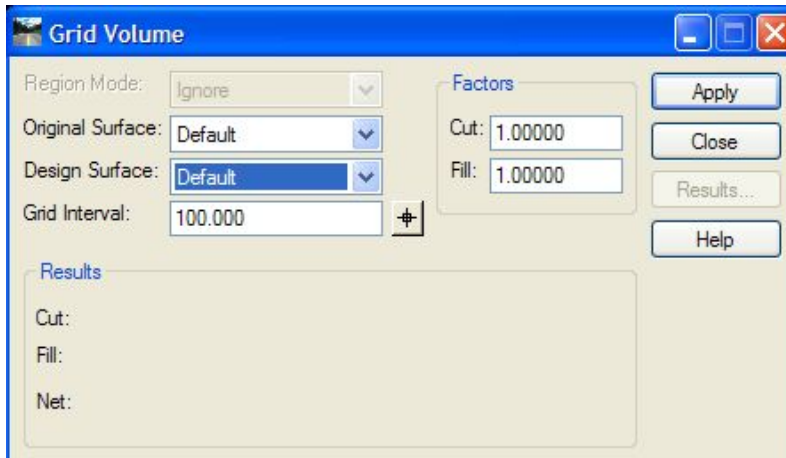 Grid Volume
Region Mode: Ignore
Original Surface: Default
Design Surface: Default
Grid Interval: 100.000
Factors
Cut: 1.00000
Fill: 1.00000
Apply
Close
Results...
Help
Results
Cut:
Fill:
Net: